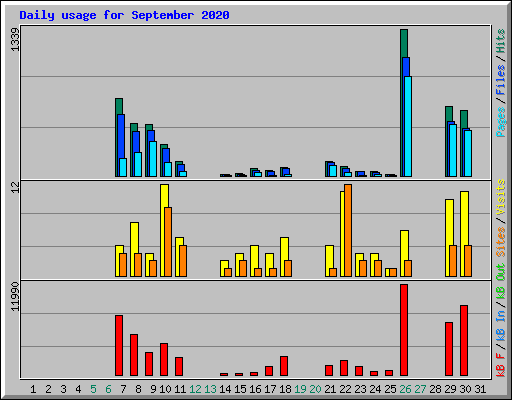 Daily usage for September 2020
1339
Pages / Files / Hits
12
Sites / Visits
11990
kB F / kB In / kB Out
1 2 3 4 5 6 7 8 9 10 11 12 13 14 15 16 17 18 19 20 21 22 23 24 25 26 27 28 29 30 31